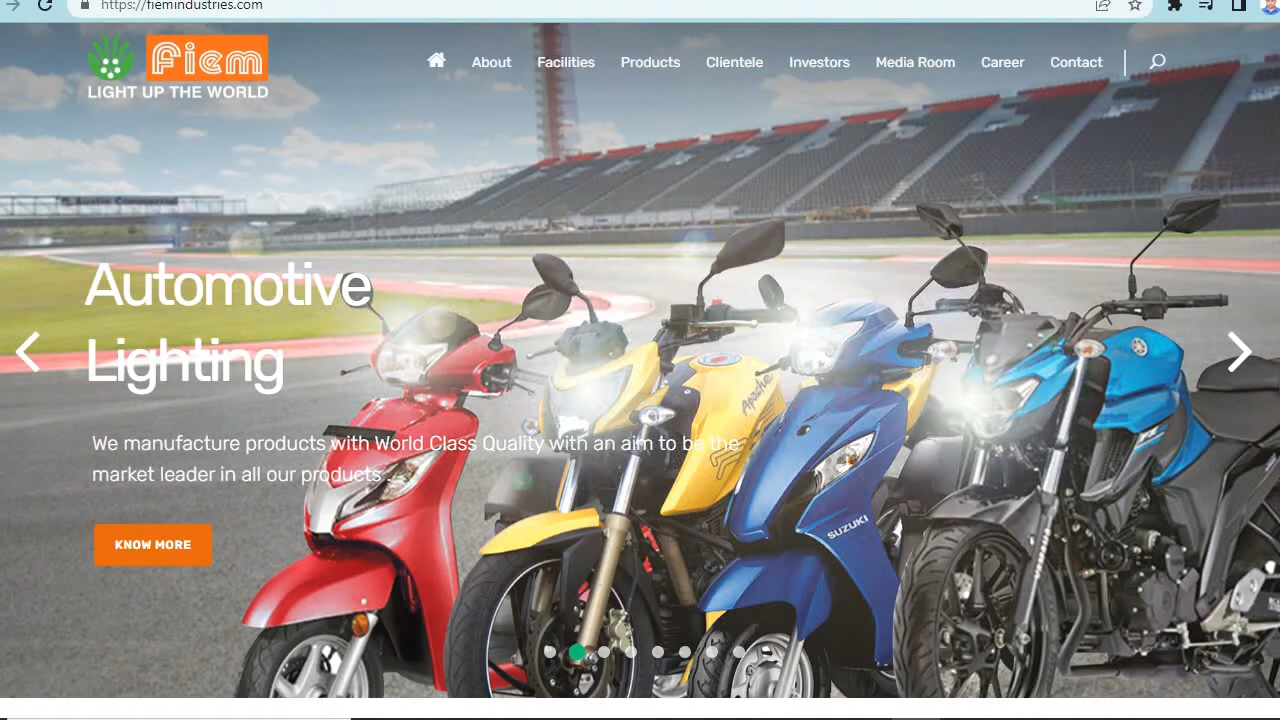 https://fiemindustries.com
Fiem
LIGHT UP THE WORLD
About Facilities Products Clientele Investors Media Room Career Contact
Automotive
Lighting
We manufacture products with World Class Quality with an aim to be the
market leader in all our products .
KNOW MORE
Apache
SUZUKI